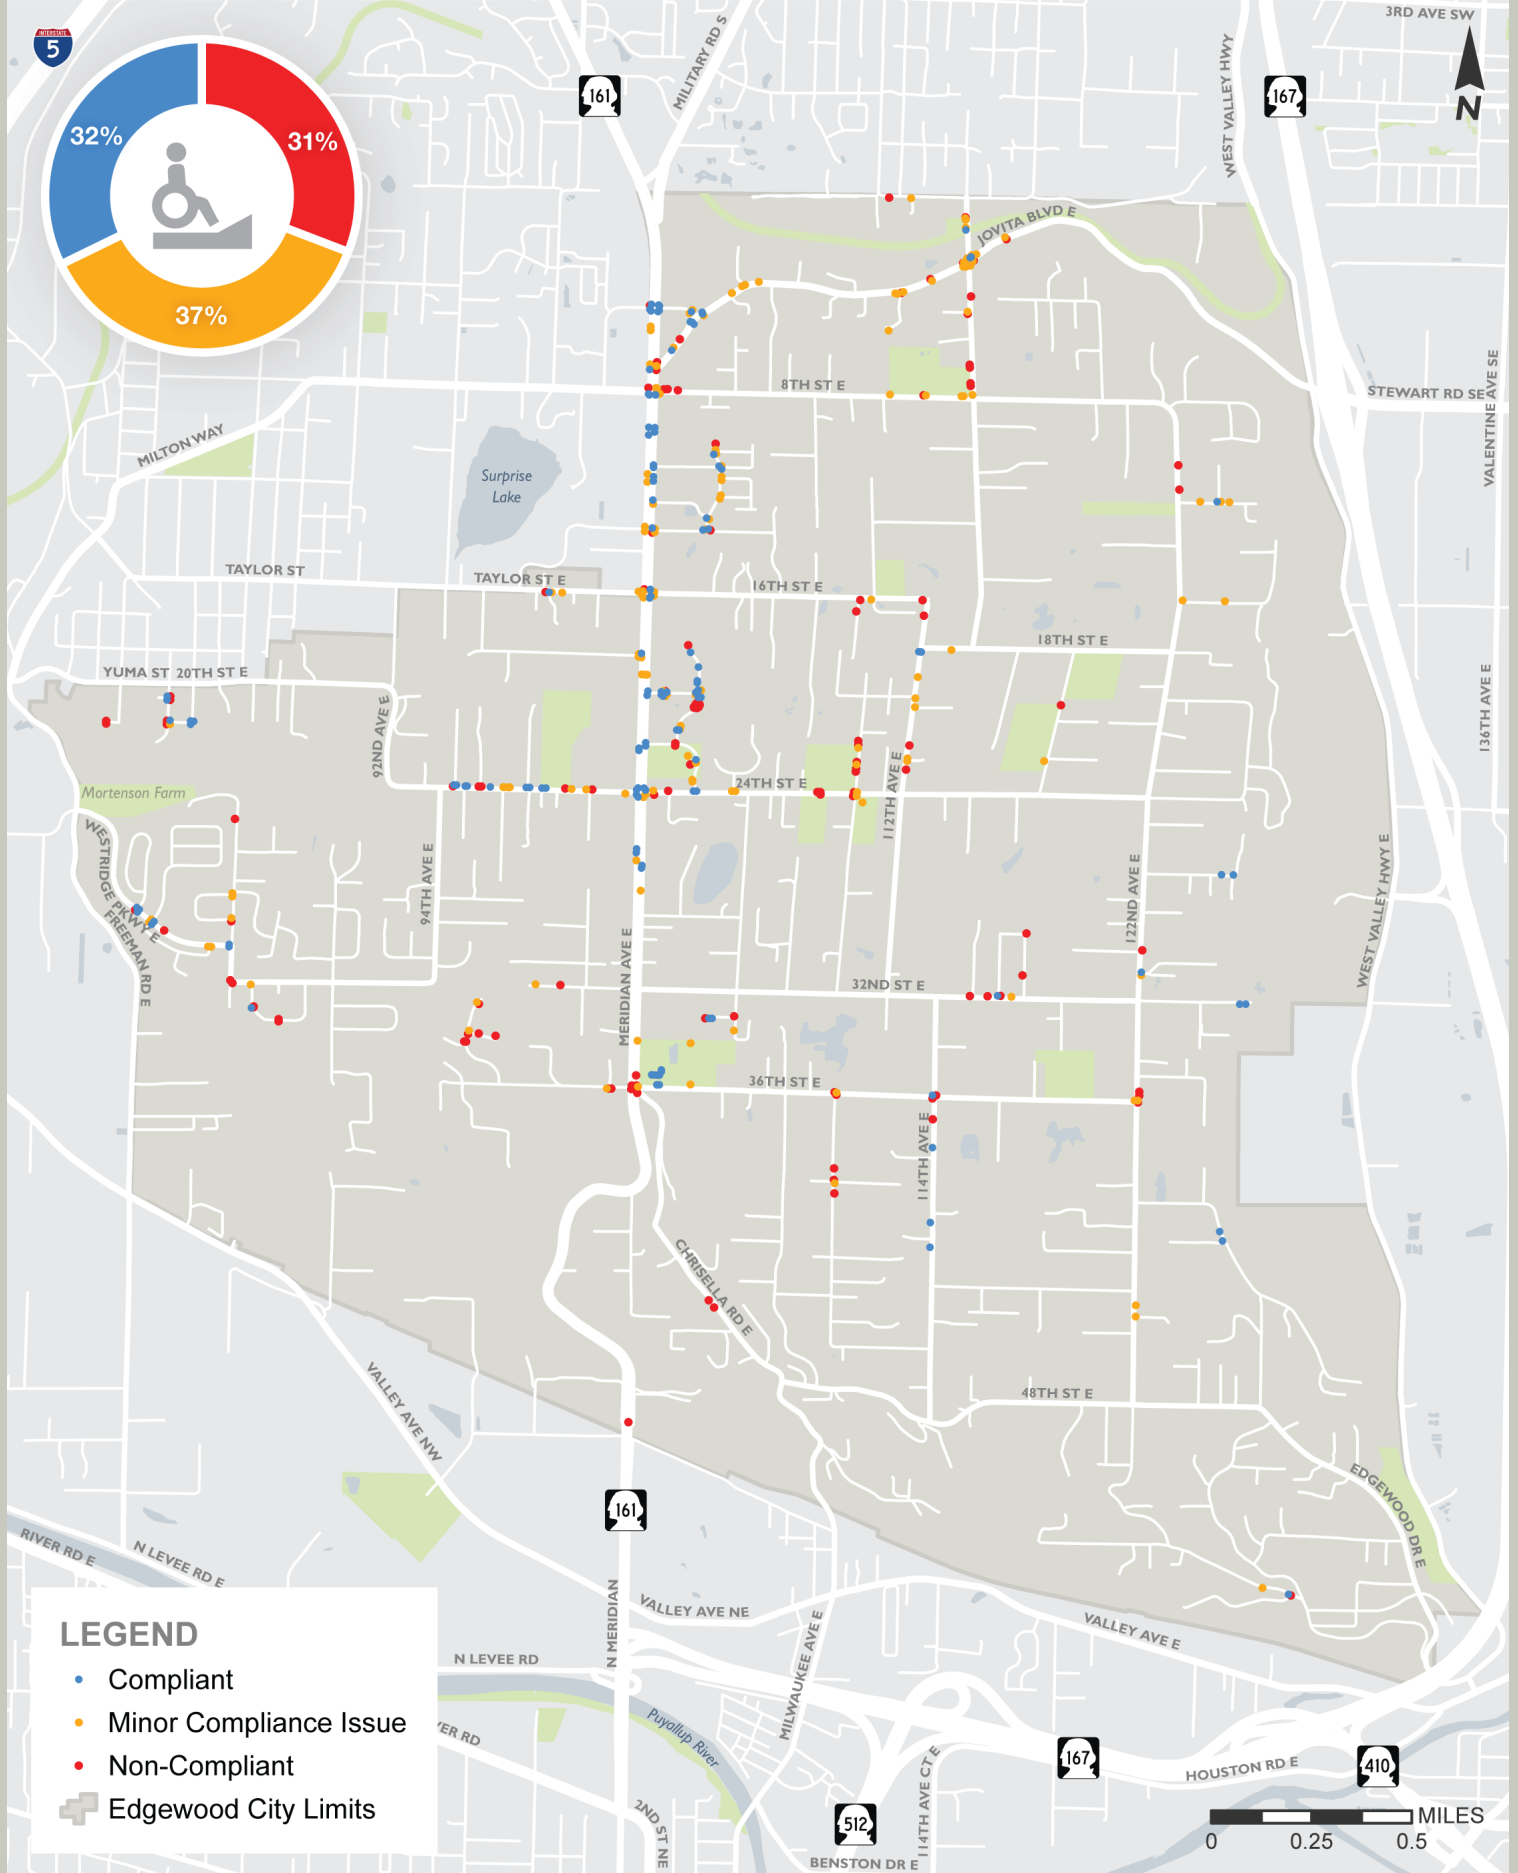 INTERSTATE
5
32%
31%
37%
161
MILITARY RD S
WEST VALLEY HWY
167
3RD AVE SW
N
JOVITA BLVD E
8TH ST E
STEWART RD SE
VALENTINE AVE SE
MILTON WAY
Surprise
Lake
TAYLOR ST
TAYLOR ST E
16TH ST E
18TH ST E
YUMA ST
20TH ST E
92ND AVE E
136TH AVE E
24TH ST E
112TH AVE E
Mortenson Farm
WESTRIDGE PKWY E
FREEMAN RD E
94TH AVE E
122ND AVE E
WEST VALLEY HWY E
MERIDIAN AVE E
32ND ST E
36TH ST E
114TH AVE E
CHRISELLA RD E
48TH ST E
VALLEY AVE NW
EDGEWOOD DR E
161
RIVER RD E
N LEVEE RD E
N MERIDIAN
VALLEY AVE NE
MILWAUKEE AVE E
VALLEY AVE E
N LEVEE RD
Puyallup River
VER RD
167
HOUSTON RD E
410
114TH AVE CT E
512
2ND ST NE
BENSTON DR E
LEGEND
Compliant
Minor Compliance Issue
Non-Compliant
Edgewood City Limits
MILES
0
0.25
0.5